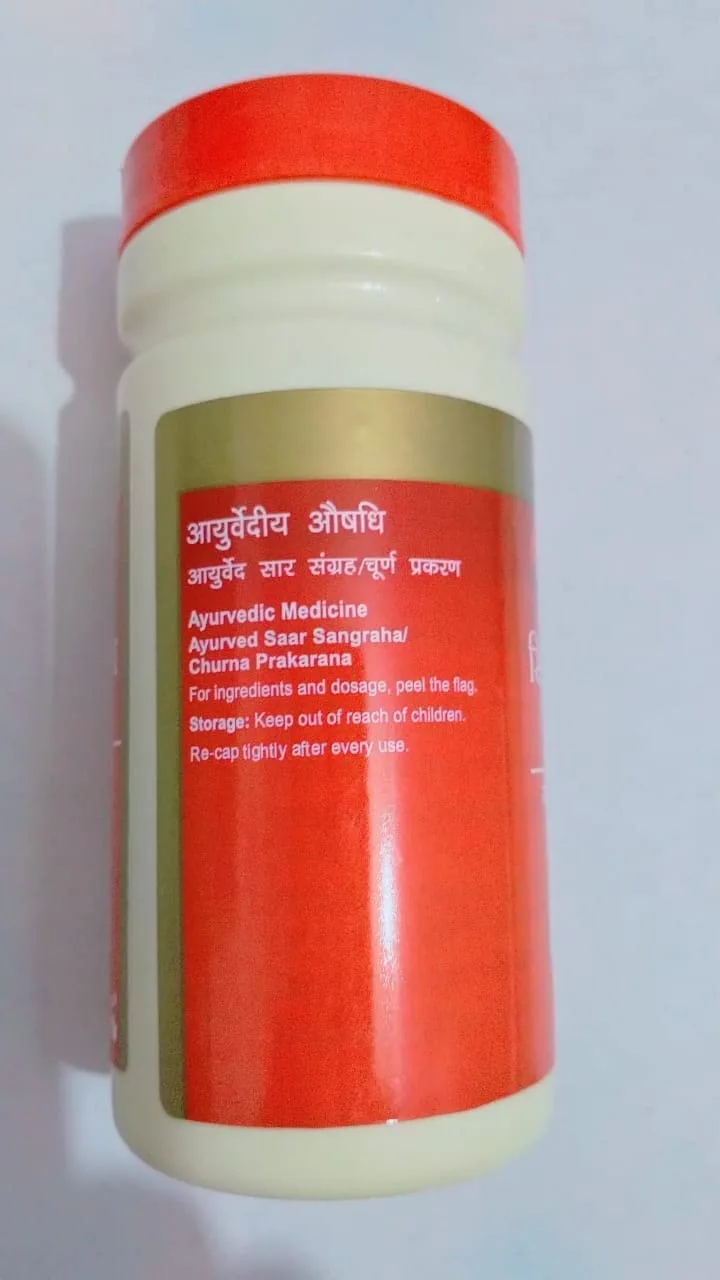 आयुर्वेदीय औषधि
आयुर्वेद सार संग्रह/चूर्ण प्रकरण
Ayurvedic Medicine
Ayurved Saar Sangraha/
Churna Prakarana
For ingredients and dosage, peel the flag.
Storage: Keep out of reach of children.
Re-cap tightly after every use.